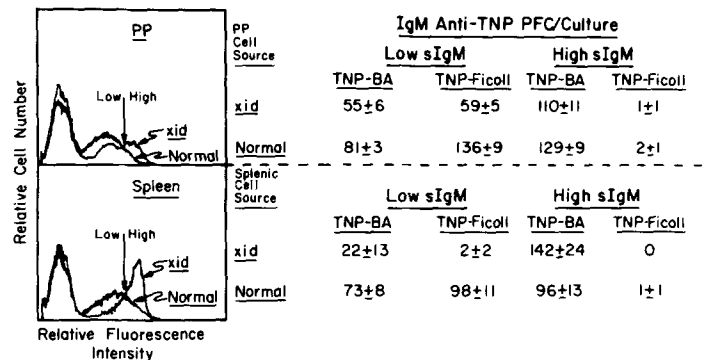 PP
PP Cell Source
Low High
xid
Normal
Relative Cell Number
IgM Anti-TNP PFC/Culture
Low sIgM High sIgM
TNP-BA TNP-Ficoll TNP-BA TNP-Ficoll
xid 55±6 59±5 110±11 1±1
Normal 81±3 136±9 129±9 2±1
Spleen
Splenic Cell Source
Low High
xid
Normal
Low sIgM High sIgM
TNP-BA TNP-Ficoll TNP-BA TNP-Ficoll
xid 22±13 2±2 142±24 0
Normal 73±8 98±11 96±13 1±1
Relative Fluorescence
Intensity